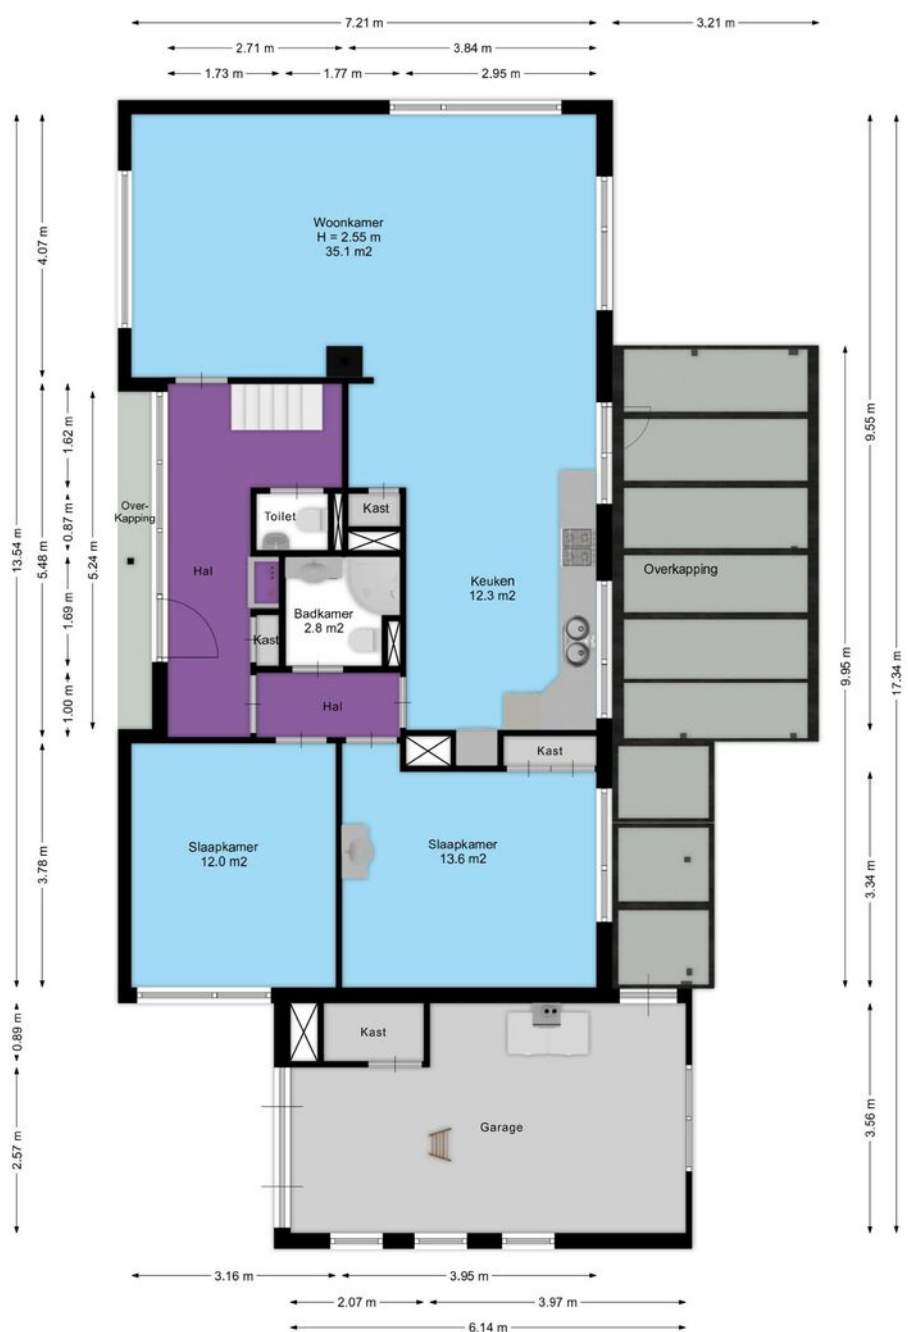 7.21 m
3.21 m
2.71 m
3.84 m
1.73 m
1.77 m
2.95 m
13.54 m
4.07 m
5.48 m
3.78 m
1.62 m
0.87 m
1.69 m
1.00 m
5.24 m
0.89 m
2.57 m
Woonkamer
H = 2.55 m
35.1 m2
Over-
Kapping
Hal
Toilet
Kast
Keuken
12.3 m2
Badkamer
2.8 m2
Kast
Hal
Overkapping
Kast
Slaapkamer
12.0 m2
Slaapkamer
13.6 m2
Kast
Garage
9.55 m
9.95 m
17.34 m
3.34 m
3.56 m
3.16 m
3.95 m
2.07 m
3.97 m
6.14 m